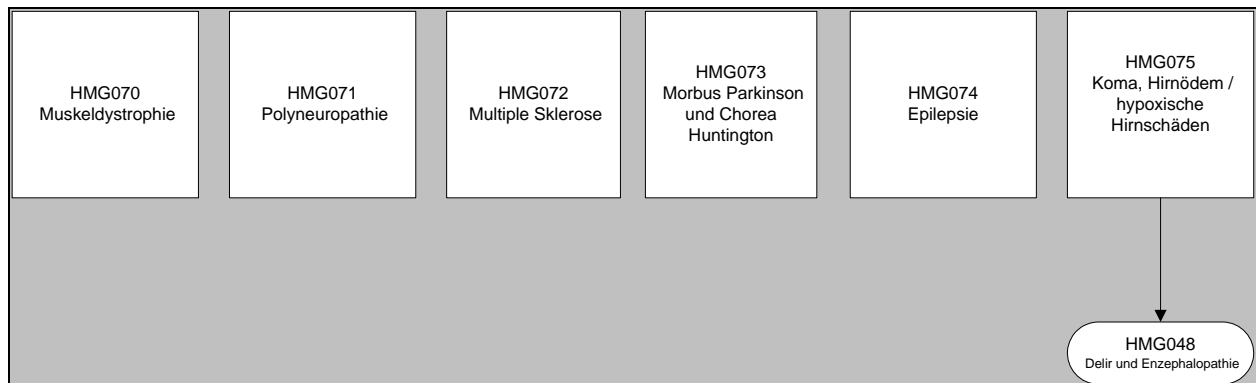 HMG070
Muskeldystrophie
HMG071
Polyneuropathie
HMG072
Multiple Sklerose
HMG073
Morbus Parkinson
und Chorea
Huntington
HMG074
Epilepsie
HMG075
Koma, Hirnödem /
hypoxische
Hirnschäden
HMG048
Delir und Enzephalopathie